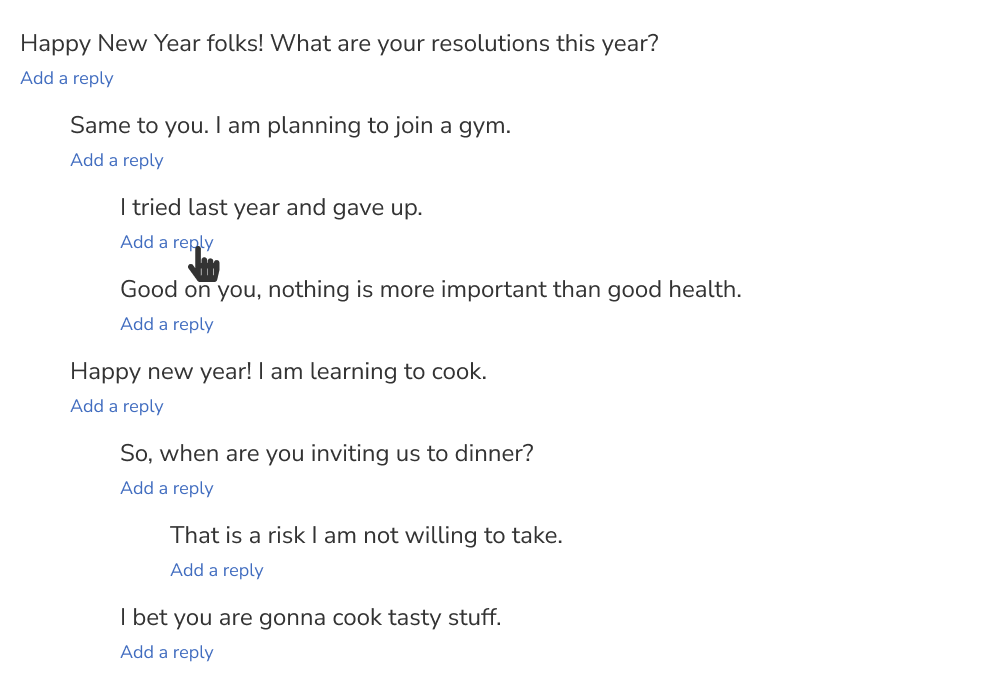 Happy New Year folks! What are your resolutions this year?
Add a reply
Same to you. I am planning to join a gym.
Add a reply
I tried last year and gave up.
Add a reply
Good on you, nothing is more important than good health.
Add a reply
Happy new year! I am learning to cook.
Add a reply
So, when are you inviting us to dinner?
Add a reply
That is a risk I am not willing to take.
Add a reply
I bet you are gonna cook tasty stuff.
Add a reply